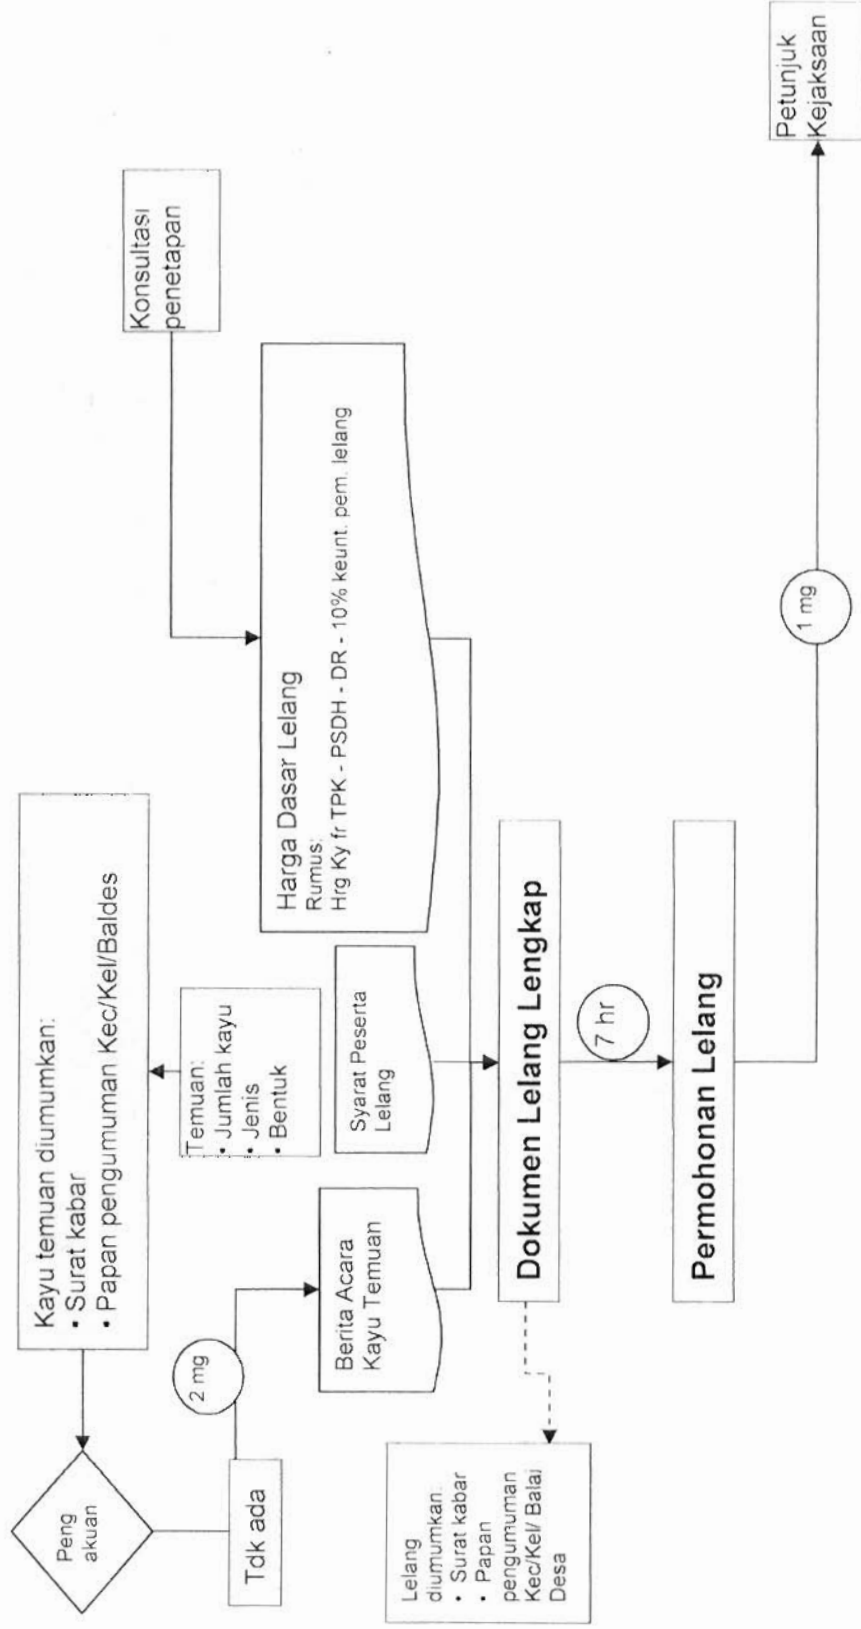 Kayu temuan diumumkan:
• Surat kabar
• Papan pengumuman Kec/Kel/Baldes
Peng
akuan
Tdk ada
2 mg
Temuan:
• Jumlah kayu
• Jenis
• Bentuk
Konsultasi
penetapan
Berita Acara
Kayu Temuan
Syarat Peserta
Lelang
Harga Dasar Lelang
Rumus:
Hrg Ky fr TPK - PSDH - DR - 10% keunt. pem. lelang
Lelang
diumumkan:
• Surat kabar
• Papan
pengumuman
Kec/Kel/ Balai
Desa
Dokumen Lelang Lengkap
7 hr
Permohonan Lelang
1 mg
Petunjuk
Kejaksaan